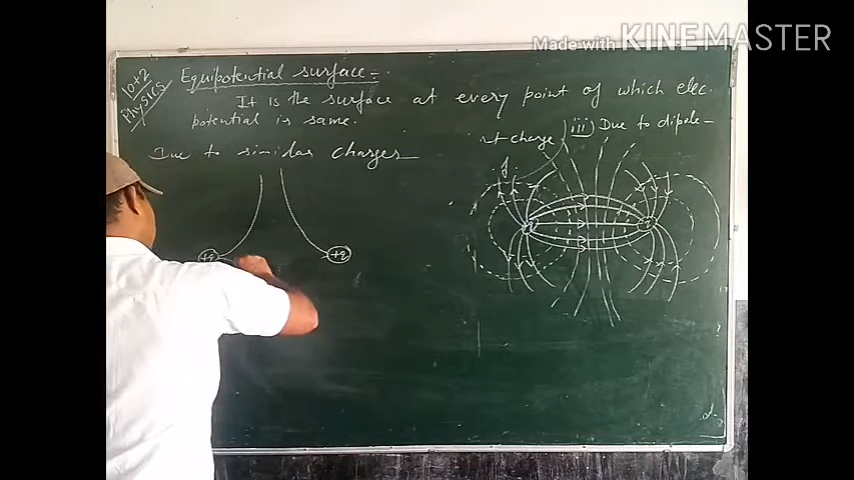 Made with KINEMASTER
10+2
Physics
Equipotential surface -
It is the surface at every point of which elec.
potential is same.
iii) Due to dipole -
nt charge
Due to similar charges
+q
+q